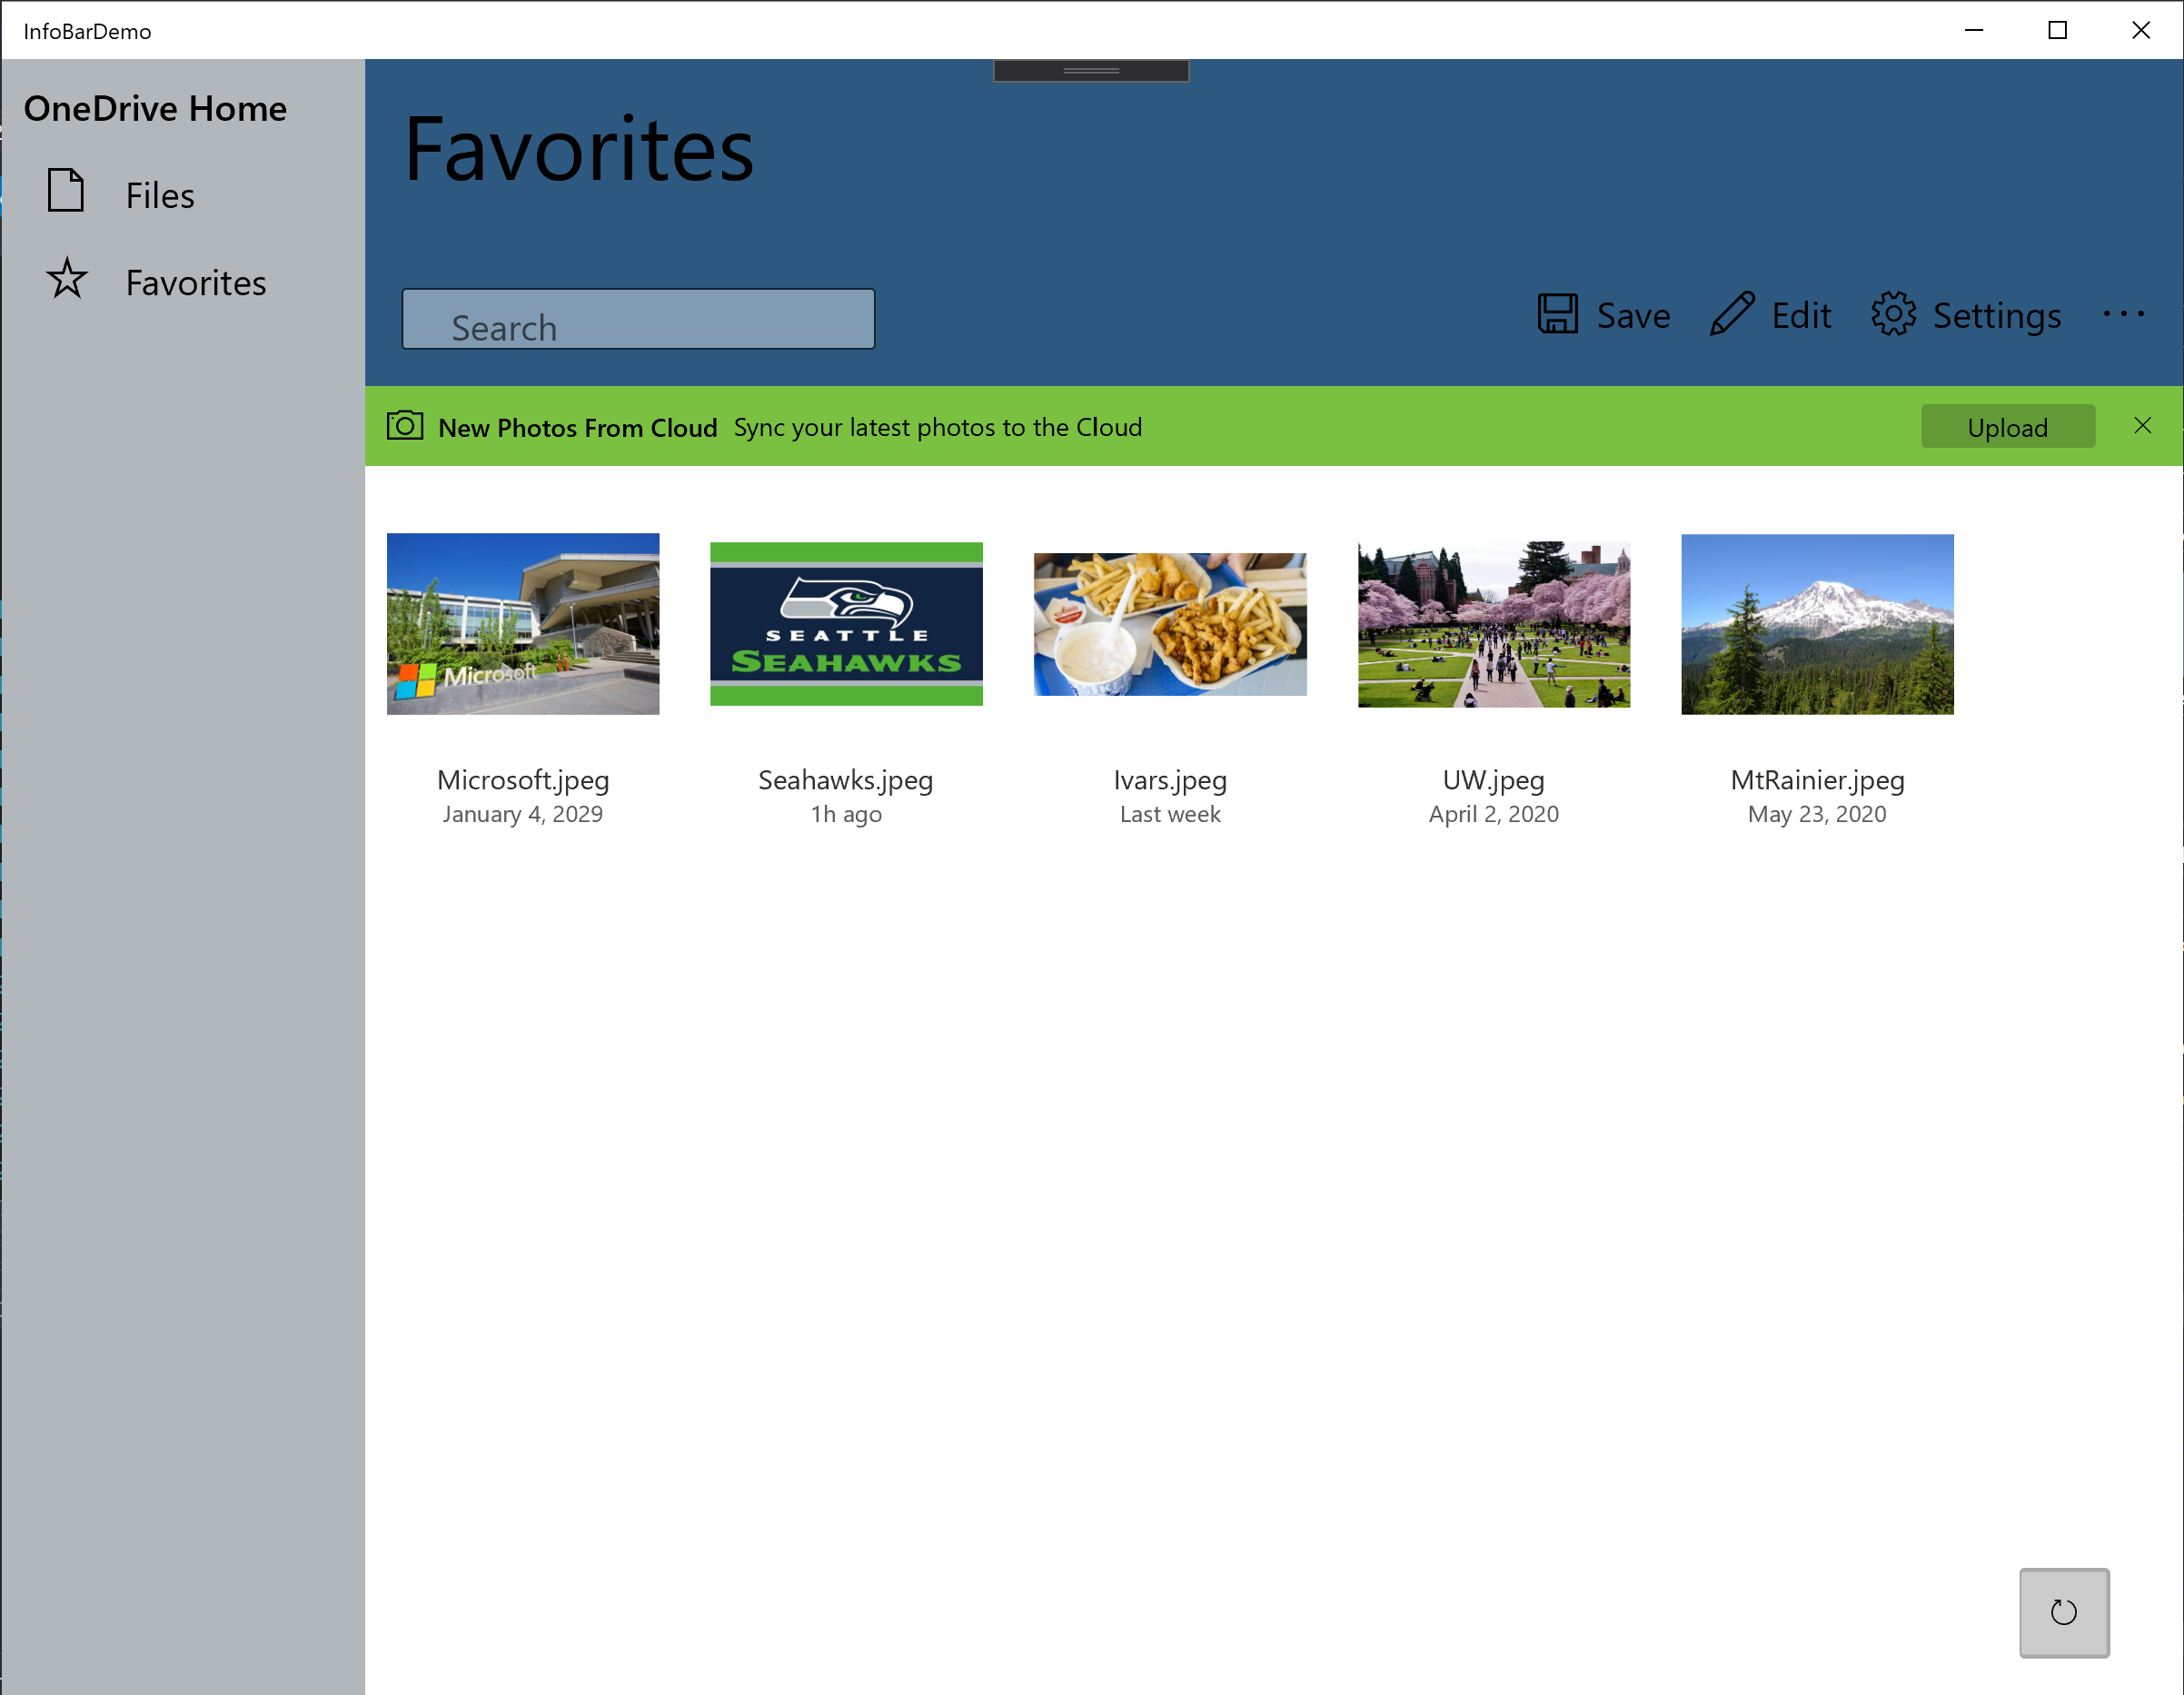 InfoBarDemo
OneDrive Home
Files
Favorites
Favorites
Search
Save Edit Settings ...
New Photos From Cloud Sync your latest photos to the Cloud Upload
Microsoft
SEATTLE
SEAHAWKS
Microsoft.jpeg Seahawks.jpeg Ivars.jpeg UW.jpeg MtRainier.jpeg
January 4, 2029 1h ago Last week April 2, 2020 May 23, 2020